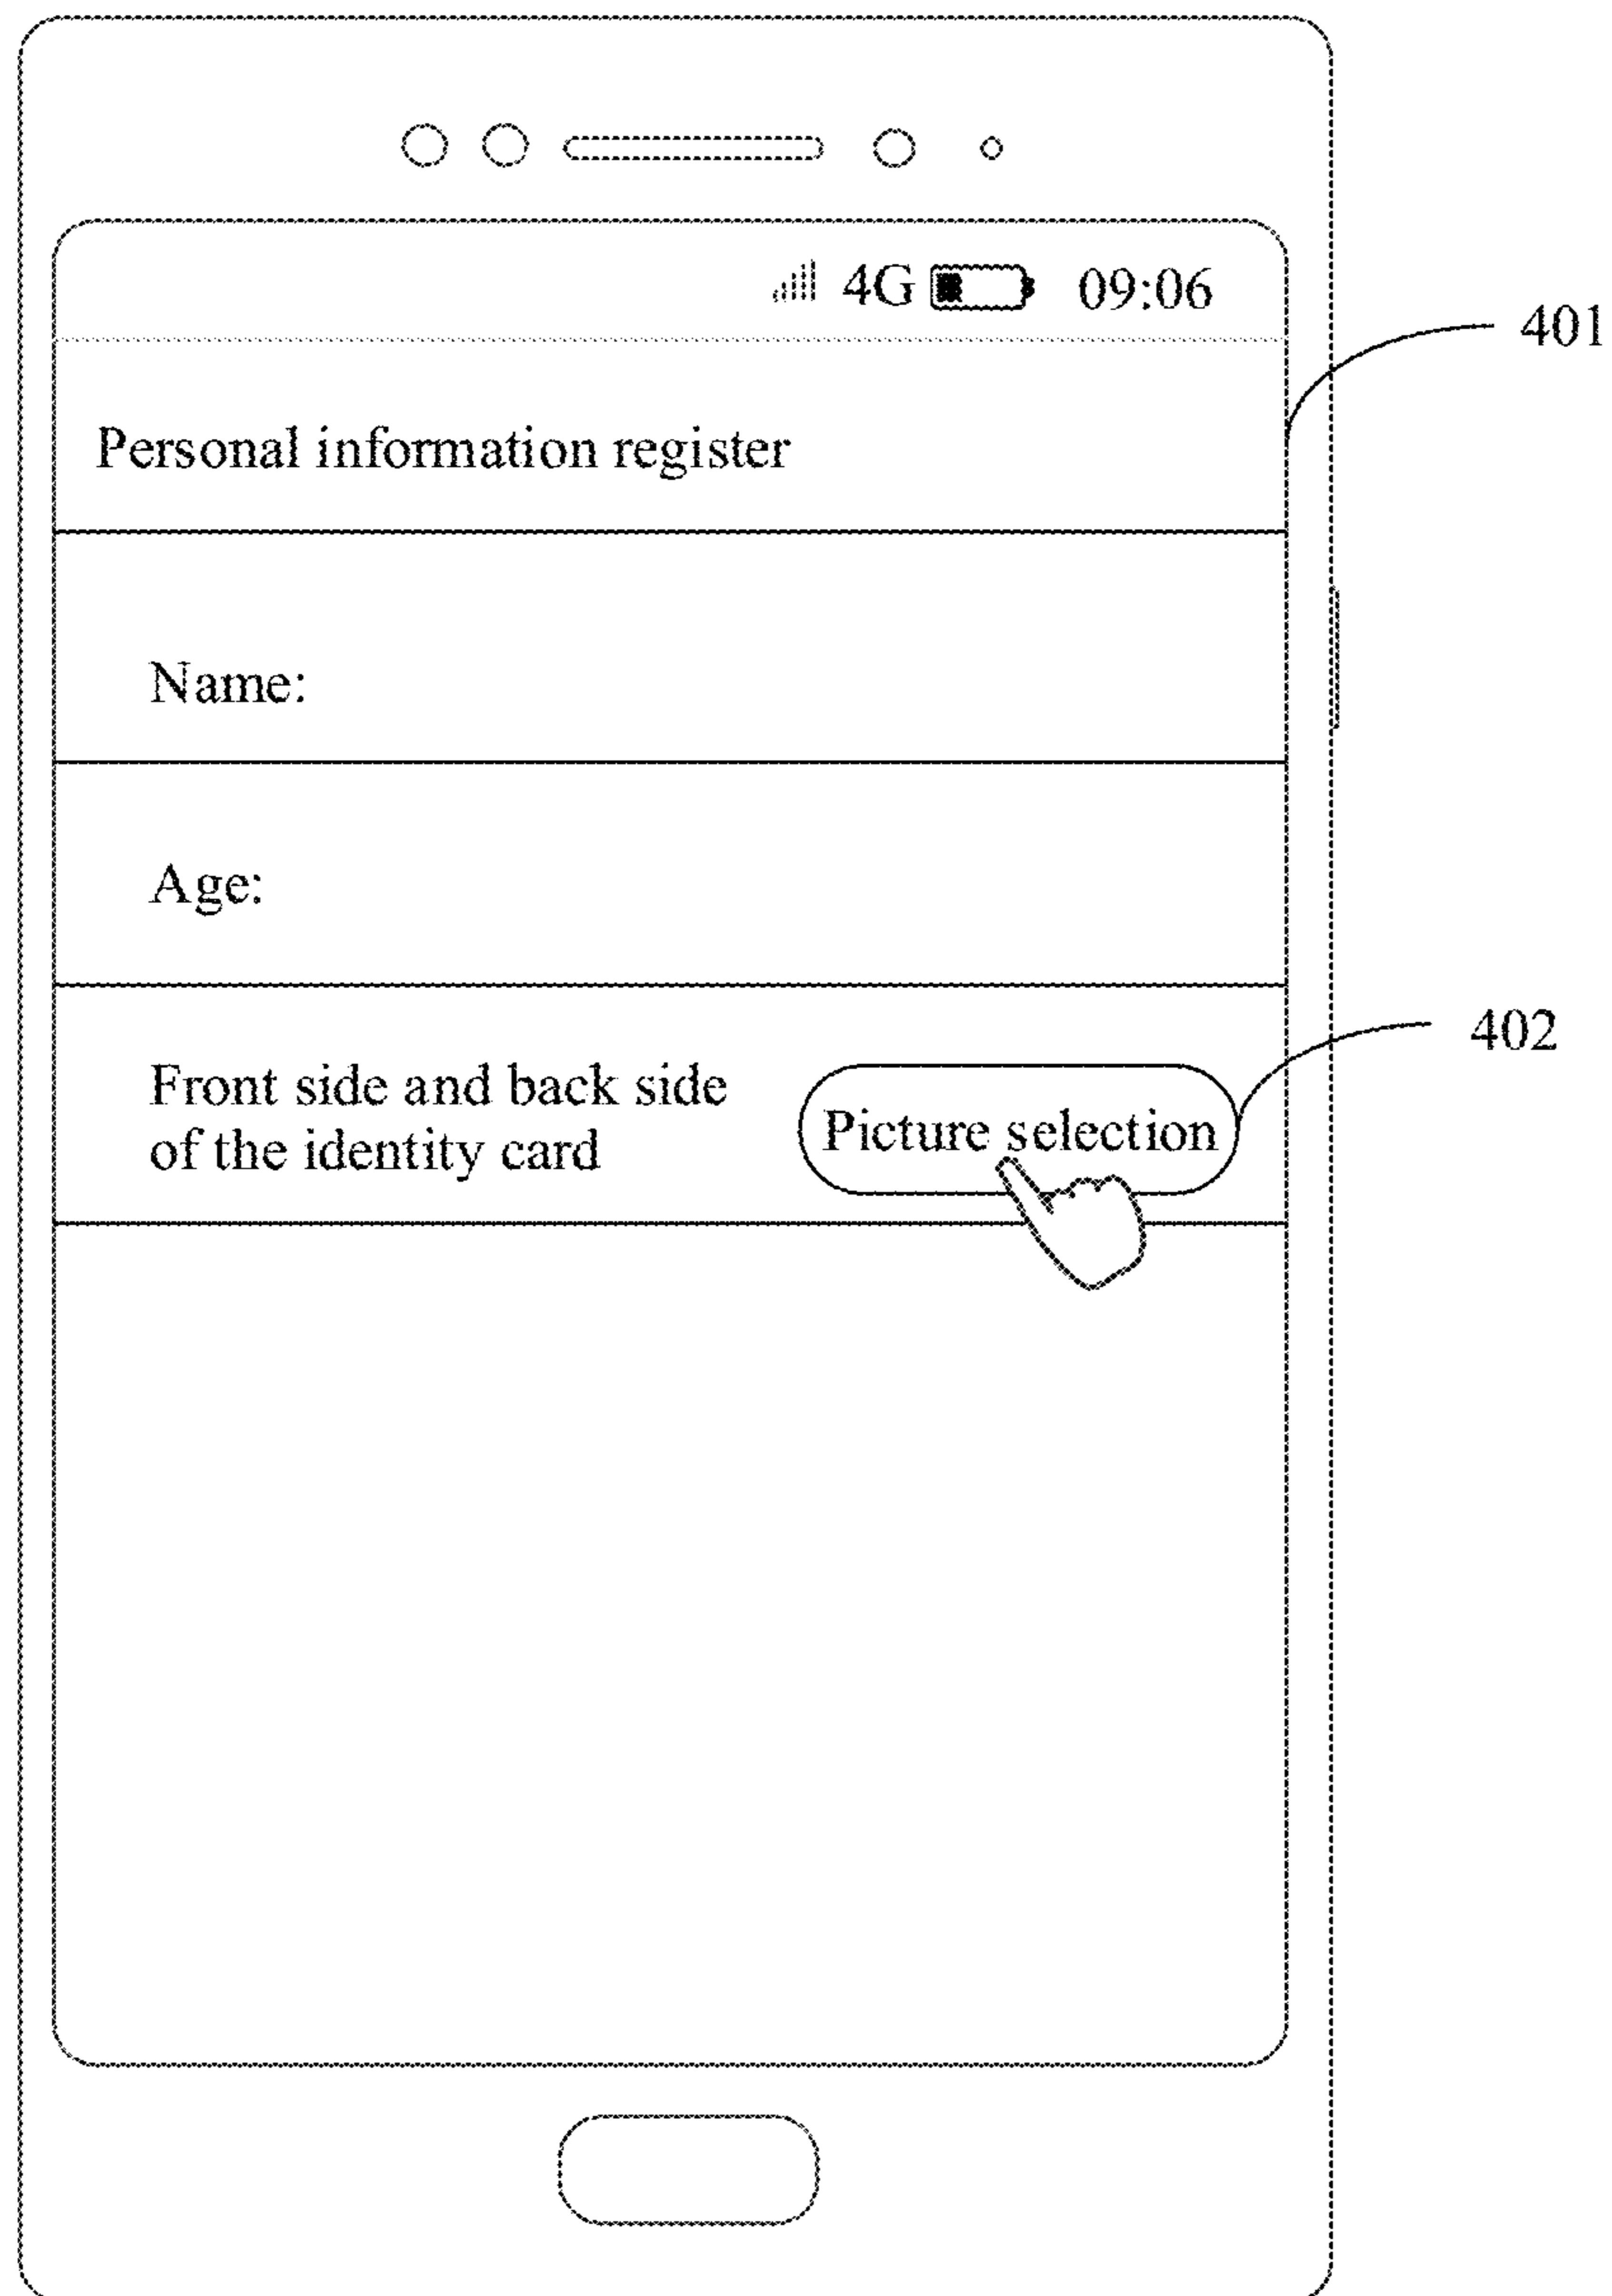 4G 09:06
401
Personal information register
Name:
Age:
402
Front side and back side
of the identity card
Picture selection